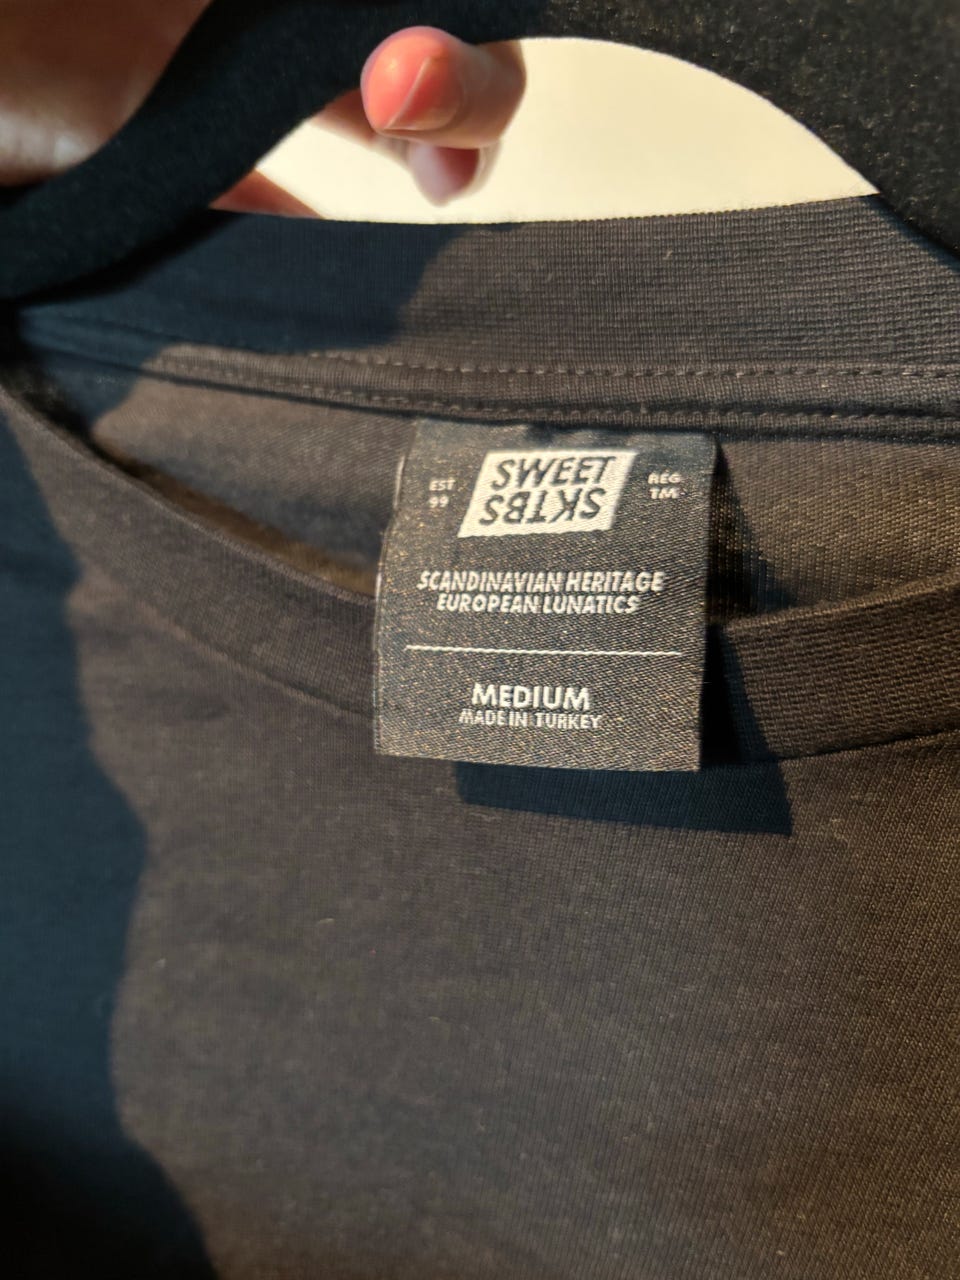 EST
99
SWEET
SKTBS
REG
TM
SCANDINAVIAN HERITAGE
EUROPEAN LUNATICS
MEDIUM
MADE IN TURKEY